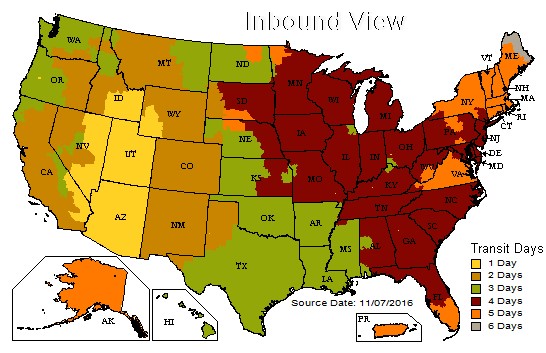 Inbound View
WA
MT
ND
OR
ID
SD
WY
MN
WI
MI
VT
ME
NH
MA
RI
CT
NY
PA
NJ
DE
MD
NE
IA
NV
UT
CO
CA
KS
MO
IL
IN
OH
WV
VA
KY
TN
NC
AZ
NM
OK
AR
SC
TX
MS
AL
GA
LA
FL
Transit Days
1 Day
2 Days
3 Days
4 Days
5 Days
6 Days
Source Date: 11/07/2016
AK
HI
PR